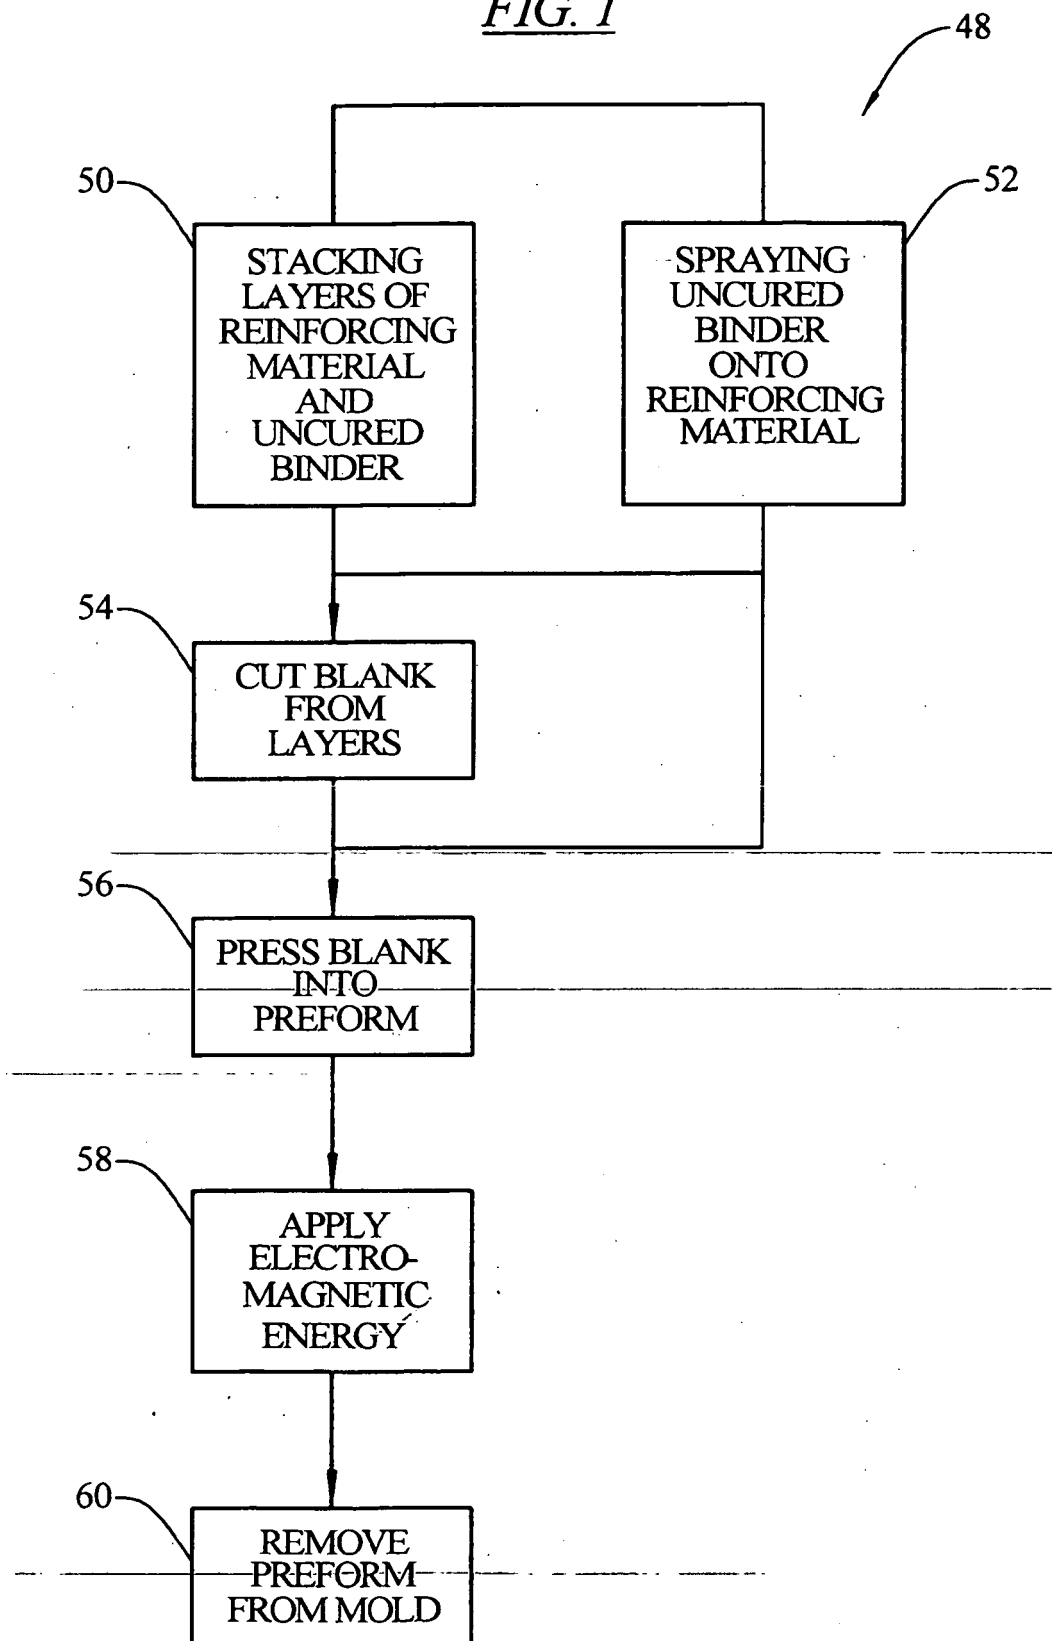 FIG. 1
48
50
52
STACKING
LAYERS OF
REINFORCING
MATERIAL
AND
UNCURED
BINDER
SPRAYING
UNCURED
BINDER
ONTO
REINFORCING
MATERIAL
54
CUT BLANK
FROM
LAYERS
56
PRESS BLANK
INTO
PREFORM
58
APPLY
ELECTRO-
MAGNETIC
ENERGY
60
REMOVE
PREFORM
FROM MOLD